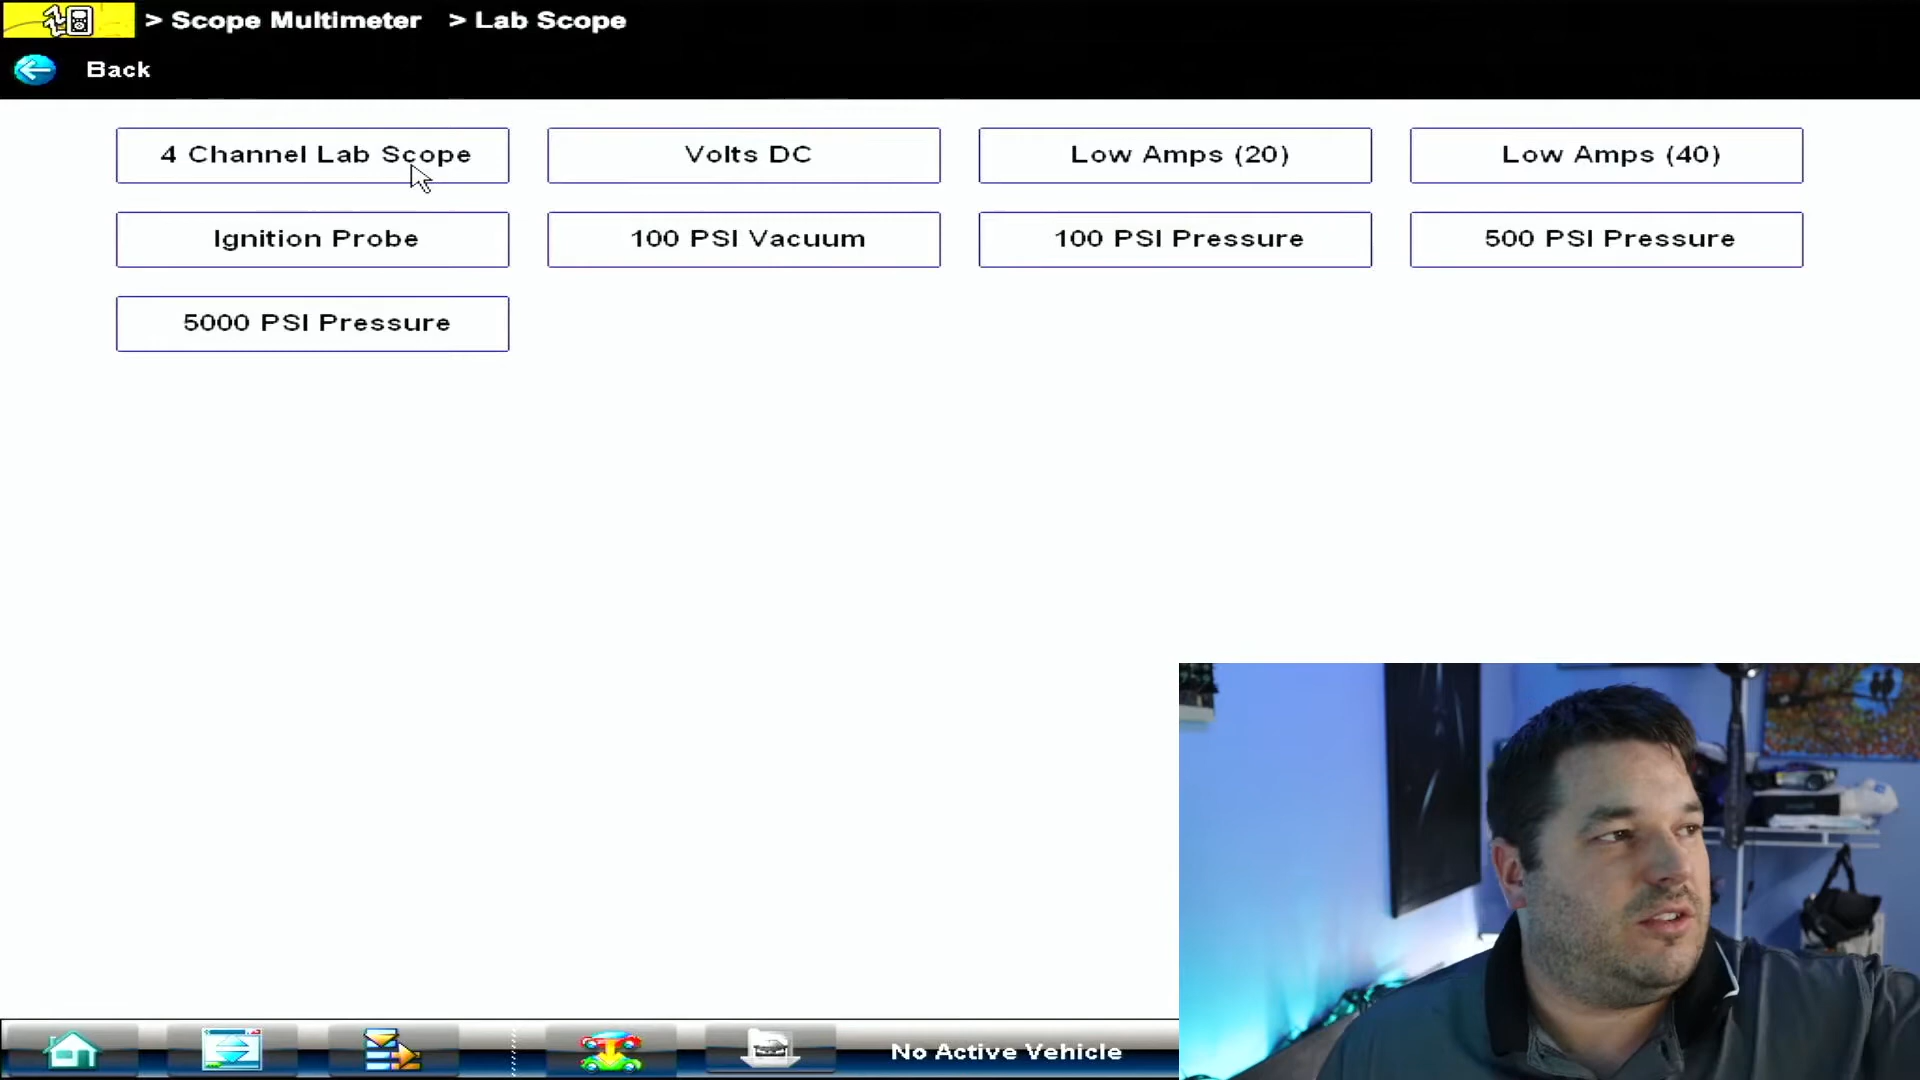 > Scope Multimeter > Lab Scope
Back
4 Channel Lab Scope
Volts DC
Low Amps (20)
Low Amps (40)
Ignition Probe
100 PSI Vacuum
100 PSI Pressure
500 PSI Pressure
5000 PSI Pressure
No Active Vehicle